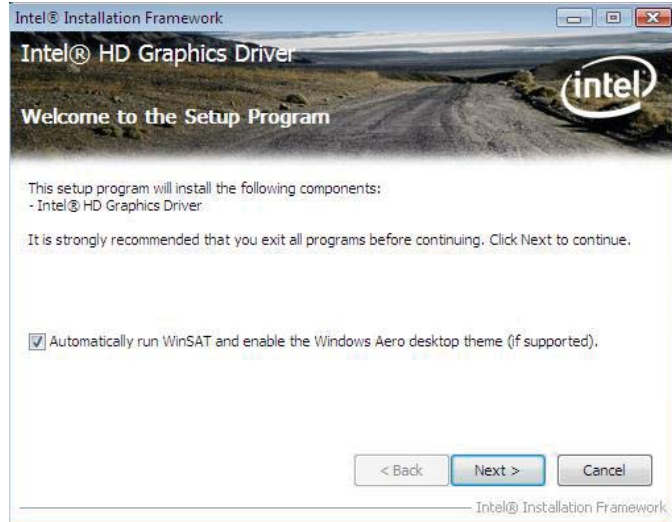 Intel® Installation Framework
Intel® HD Graphics Driver
intel
Welcome to the Setup Program
This setup program will install the following components:
- Intel® HD Graphics Driver
It is strongly recommended that you exit all programs before continuing. Click Next to continue.
Automatically run WinSAT and enable the Windows Aero desktop theme (if supported).
< Back Next > Cancel
Intel® Installation Framework